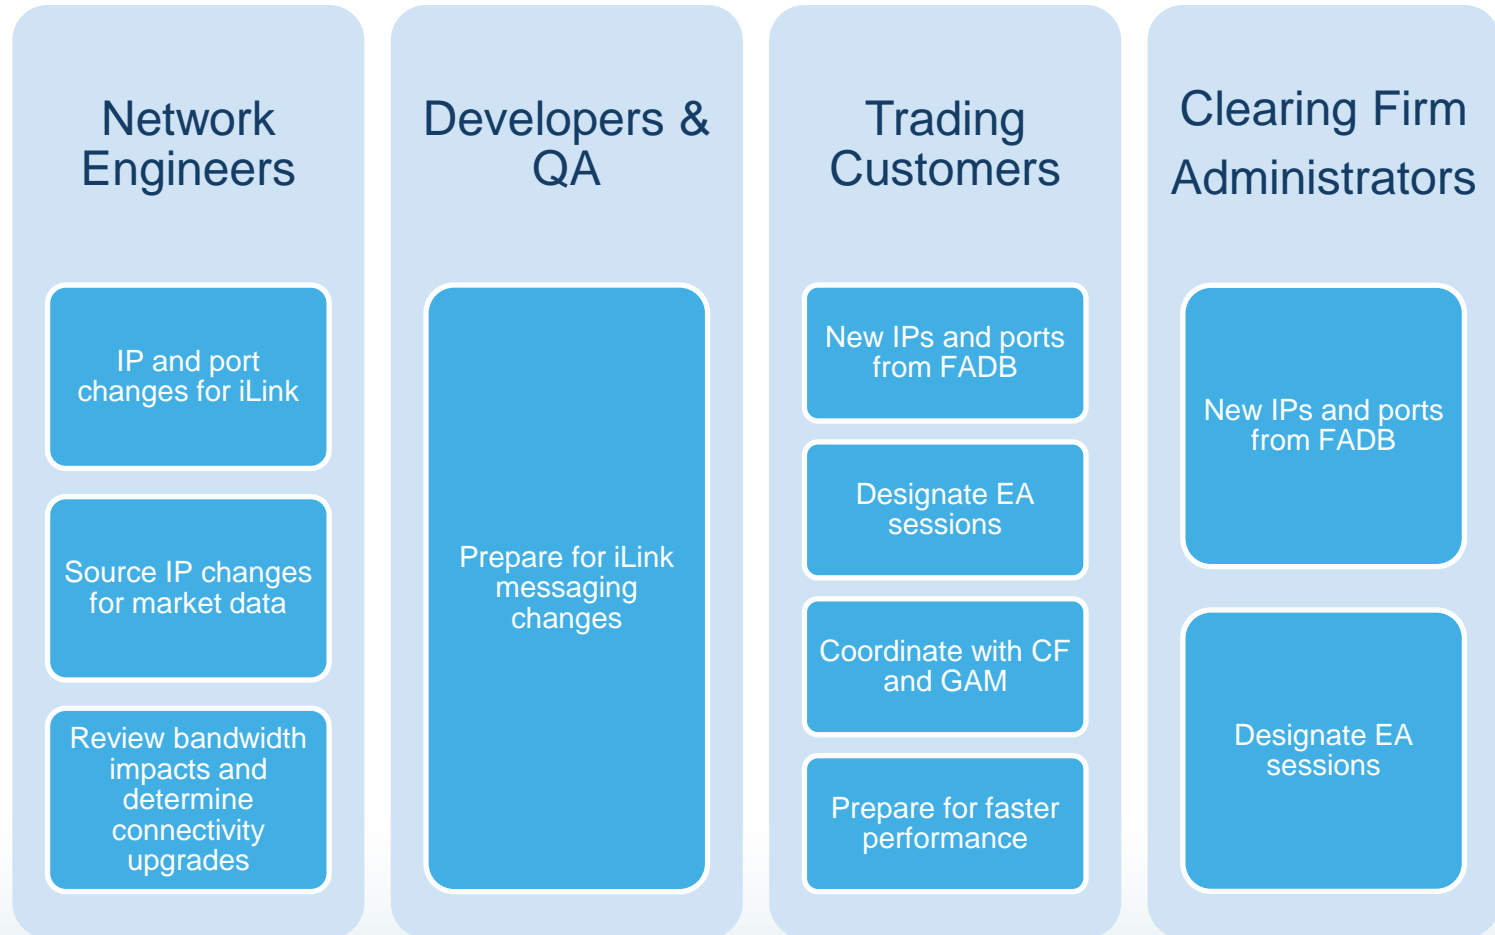 Network
Engineers
IP and port
changes for iLink
Source IP changes
for market data
Review bandwidth
impacts and
determine
connectivity
upgrades
Developers &
QA
Prepare for iLink
messaging
changes
Trading
Customers
New IPs and ports
from FADB
Designate EA
sessions
Coordinate with CF
and GAM
Prepare for faster
performance
Clearing Firm
Administrators
New IPs and ports
from FADB
Designate EA
sessions